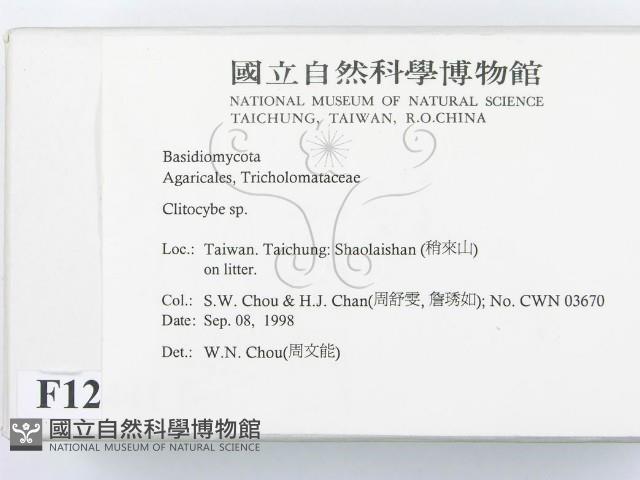 國立自然科學博物館
NATIONAL MUSEUM OF NATURAL SCIENCE
TAICHUNG, TAIWAN, R.O.CHINA
Basidiomycota
Agaricales, Tricholomataceae
Clitocybe sp.
Loc.: Taiwan. Taichung: Shaolaishan (稍來山)
on litter.
Col.: S.W. Chou & H.J. Chan(周舒雯, 詹琇如); No. CWN 03670
Date: Sep. 08, 1998
Det.: W.N. Chou(周文能)
F12
國立自然科學博物館
NATIONAL MUSEUM OF NATURAL SCIENCE